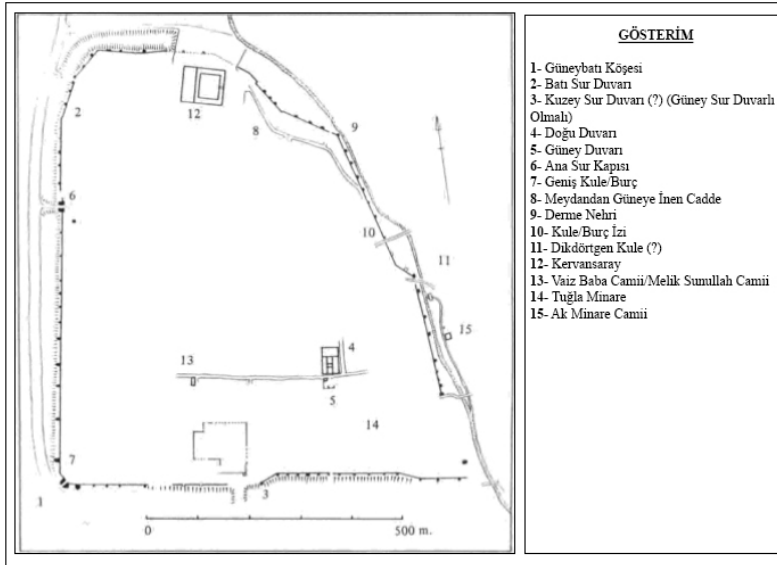 2
12
8
9
6
10
11
15
13
4
5
14
7
1
3
0
500 m.
GÖSTERİM
1- Güneybatı Köşesi
2- Batı Sur Duvarı
3- Kuzey Sur Duvarı (?) (Güney Sur Duvarlı
Olmalı)
4- Doğu Duvarı
5- Güney Duvarı
6- Ana Sur Kapısı
7- Geniş Kule/Burç
8- Meydandan Güneye İnen Cadde
9- Derme Nehri
10- Kule/Burç İzi
11- Dikdörtgen Kule (?)
12- Kervansaray
13- Vaiz Baba Camii/Melik Sunullah Camii
14- Tuğla Minare
15- Ak Minare Camii